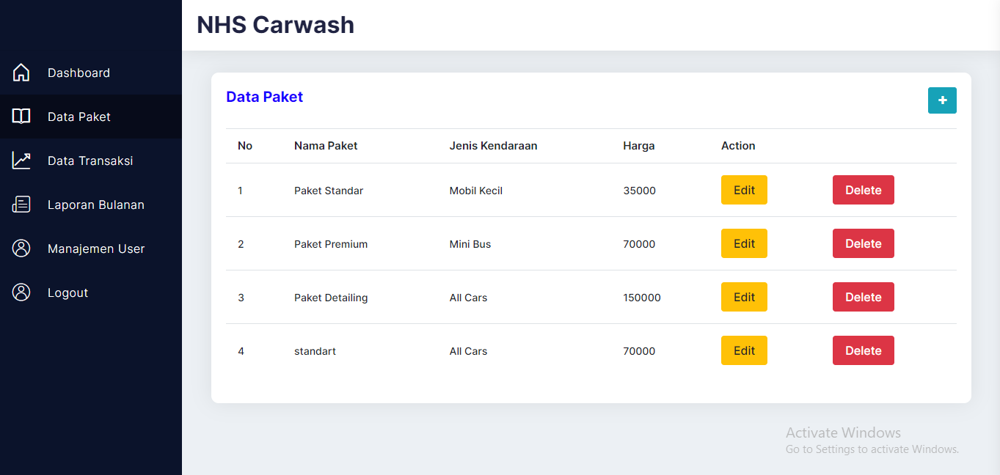 NHS Carwash
Dashboard
Data Paket
Data Transaksi
Laporan Bulanan
Manajemen User
Logout
Data Paket
+
No Nama Paket Jenis Kendaraan Harga Action
1 Paket Standar Mobil Kecil 35000 Edit Delete
2 Paket Premium Mini Bus 70000 Edit Delete
3 Paket Detailing All Cars 150000 Edit Delete
4 standart All Cars 70000 Edit Delete
Activate Windows
Go to Settings to activate Windows.